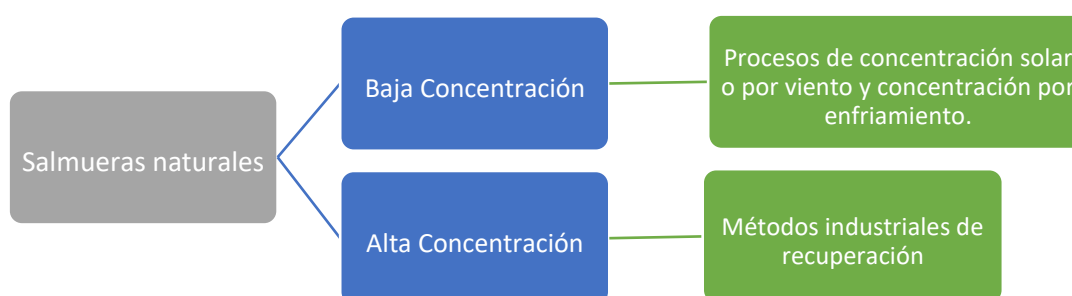 Salmueras naturales
Baja Concentración
Procesos de concentración solar
o por viento y concentración por
enfriamiento.
Alta Concentración
Métodos industriales de
recuperación